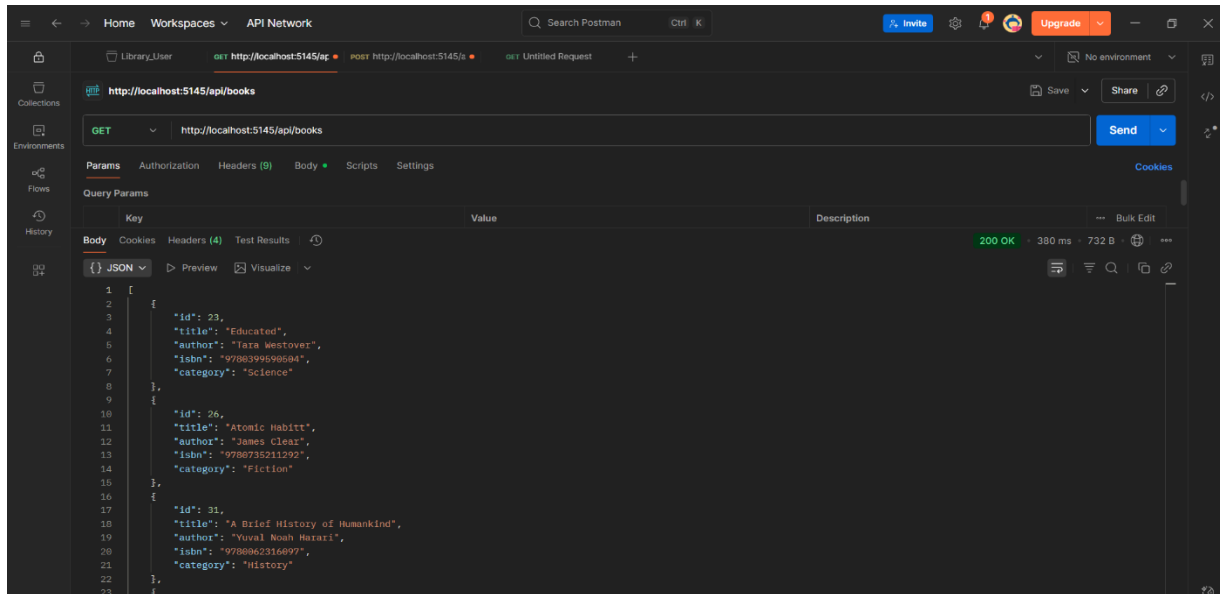 Home Workspaces API Network Search Postman Ctrl K Invite 1 Upgrade
Library_User GET http://localhost:5145/ap POST http://localhost:5145/a GET Untitled Request No environment
Collections
Environments
Flows
History
http://localhost:5145/api/books Save Share
GET http://localhost:5145/api/books Send
Params Authorization Headers (9) Body Scripts Settings Cookies
Query Params
Key Value Description Bulk Edit
Body Cookies Headers (4) Test Results 200 OK 380 ms 732 B
{} JSON Preview Visualize
1 [
2 {
3 "id": 23,
4 "title": "Educated",
5 "author": "Tara Westover",
6 "isbn": "9780399590504",
7 "category": "Science"
8 },
9 {
10 "id": 26,
11 "title": "Atomic Habitt",
12 "author": "James Clear",
13 "isbn": "9780735211292",
14 "category": "Fiction"
15 },
16 {
17 "id": 31,
18 "title": "A Brief History of Humankind",
19 "author": "Yuval Noah Harari",
20 "isbn": "9780062316097",
21 "category": "History"
22 },
23 {